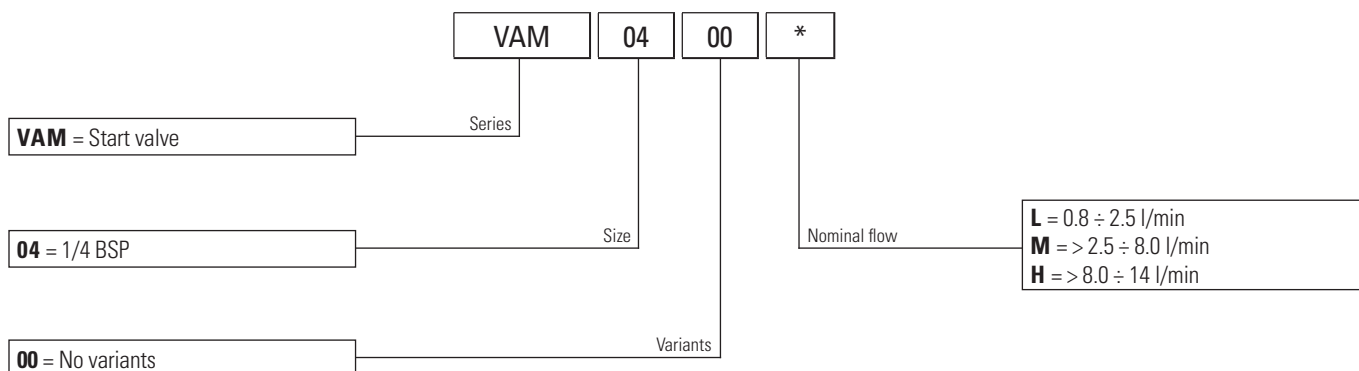 VAM 04 00 *
Series
VAM = Start valve
Size
04 = 1/4 BSP
Nominal flow
L = 0.8 ÷ 2.5 l/min
M = > 2.5 ÷ 8.0 l/min
H = > 8.0 ÷ 14 l/min
Variants
00 = No variants